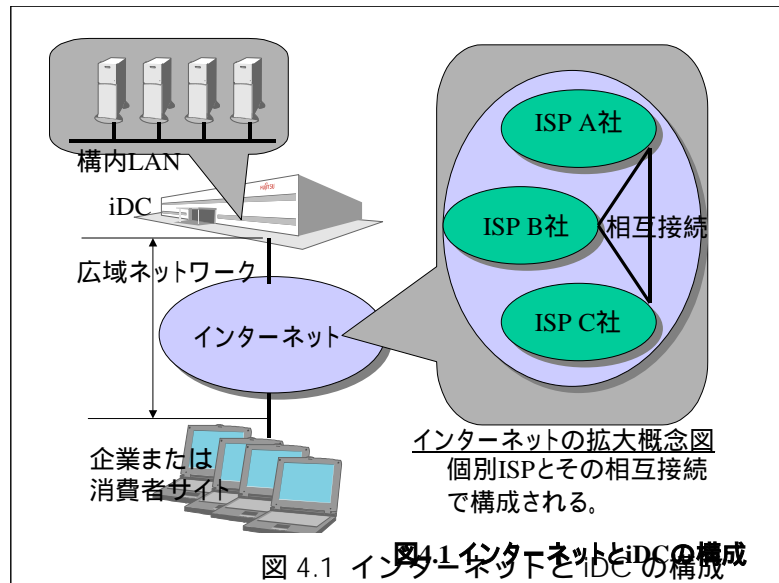 構内LAN
iDC
FUJITSU
広域ネットワーク
インターネット
企業または
消費者サイト
ISP A社
ISP B社
相互接続
ISP C社
インターネットの拡大概念図
個別ISPとその相互接続
で構成される。
図4.1 インターネットとiDCの構成
図 4.1 インターネットと iDC の構成